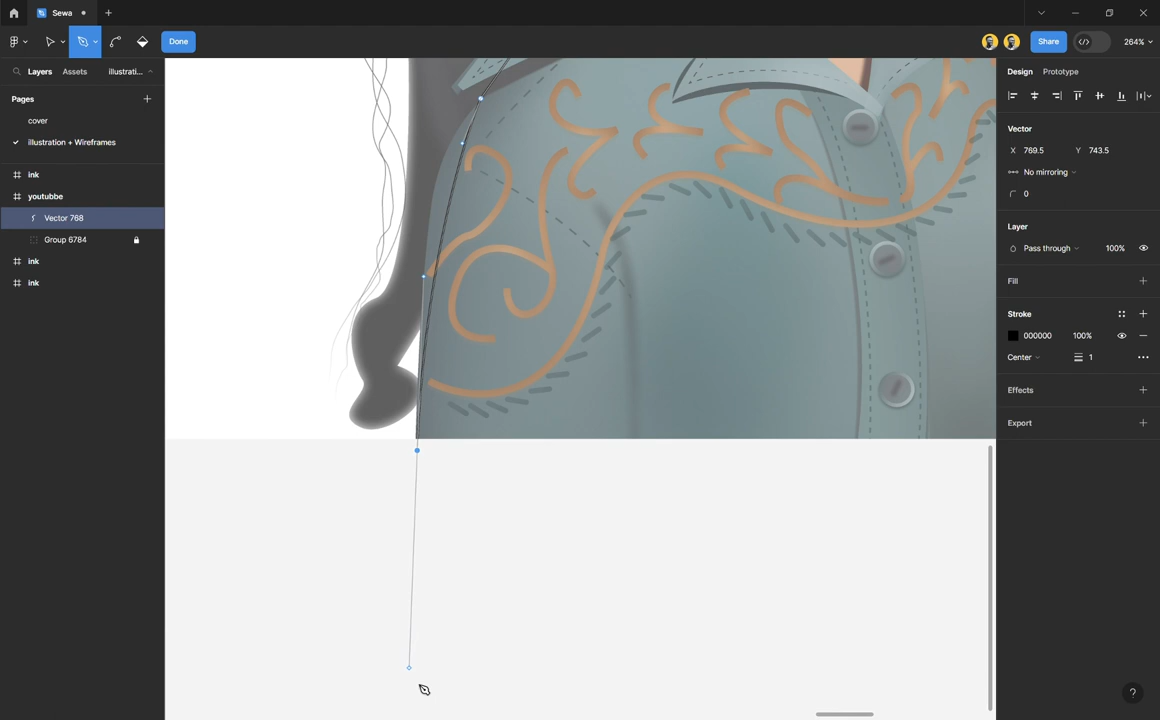 Sewa
Done
Share
264%
Layers
Assets
illustrati...
Pages
cover
illustration + Wireframes
ink
youtubbe
Vector 768
Group 6784
ink
ink
Design
Prototype
Vector
X 769.5 Y 743.5
No mirroring
0
Layer
Pass through 100%
Fill
Stroke
000000 100%
Center 1
Effects
Export
?